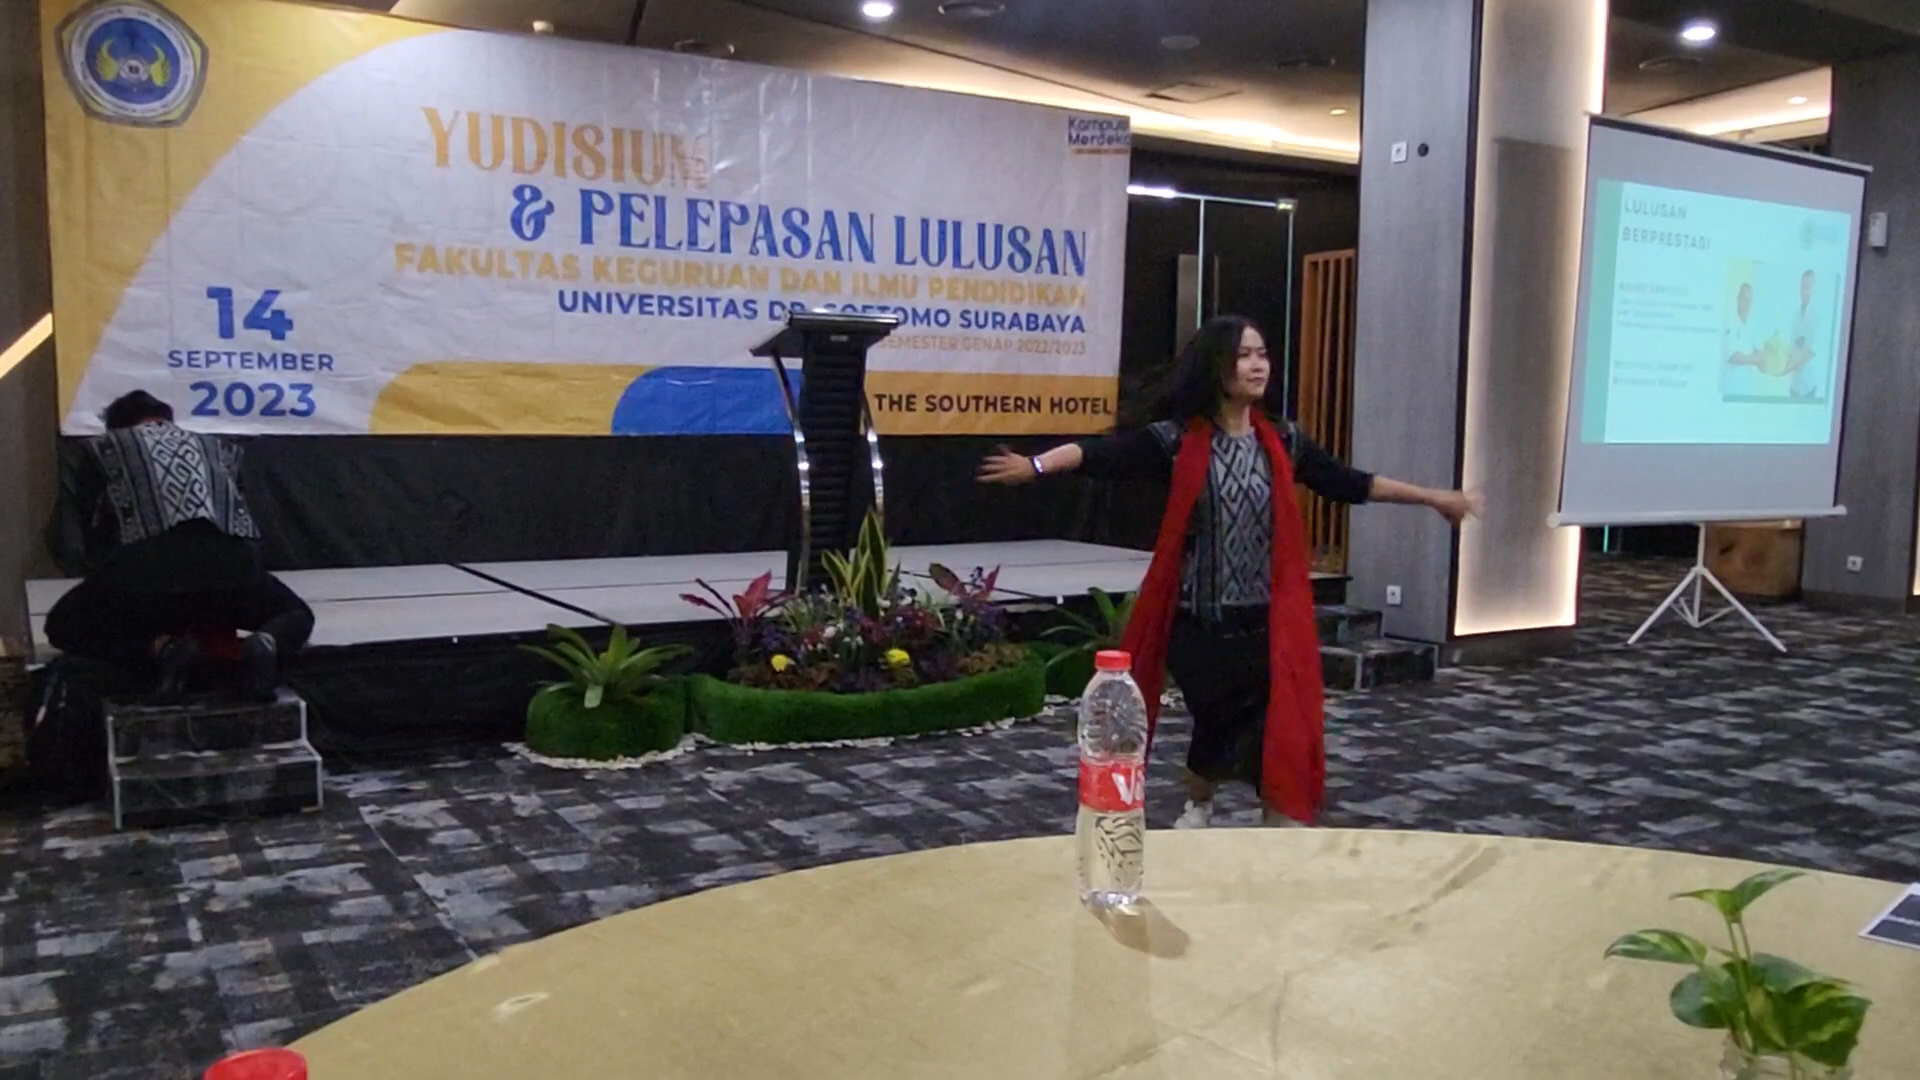 YUDISIUM
& PELEPASAN LULUSAN
FAKULTAS KEGURUAN DAN ILMU PENDIDIKAN
UNIVERSITAS DR. SOETOMO SURABAYA
SEMESTER GENAP 2022/2023
14
SEPTEMBER
2023
THE SOUTHERN HOTEL
Kampus
Merdeka
LULUSAN
BERPRESTASI